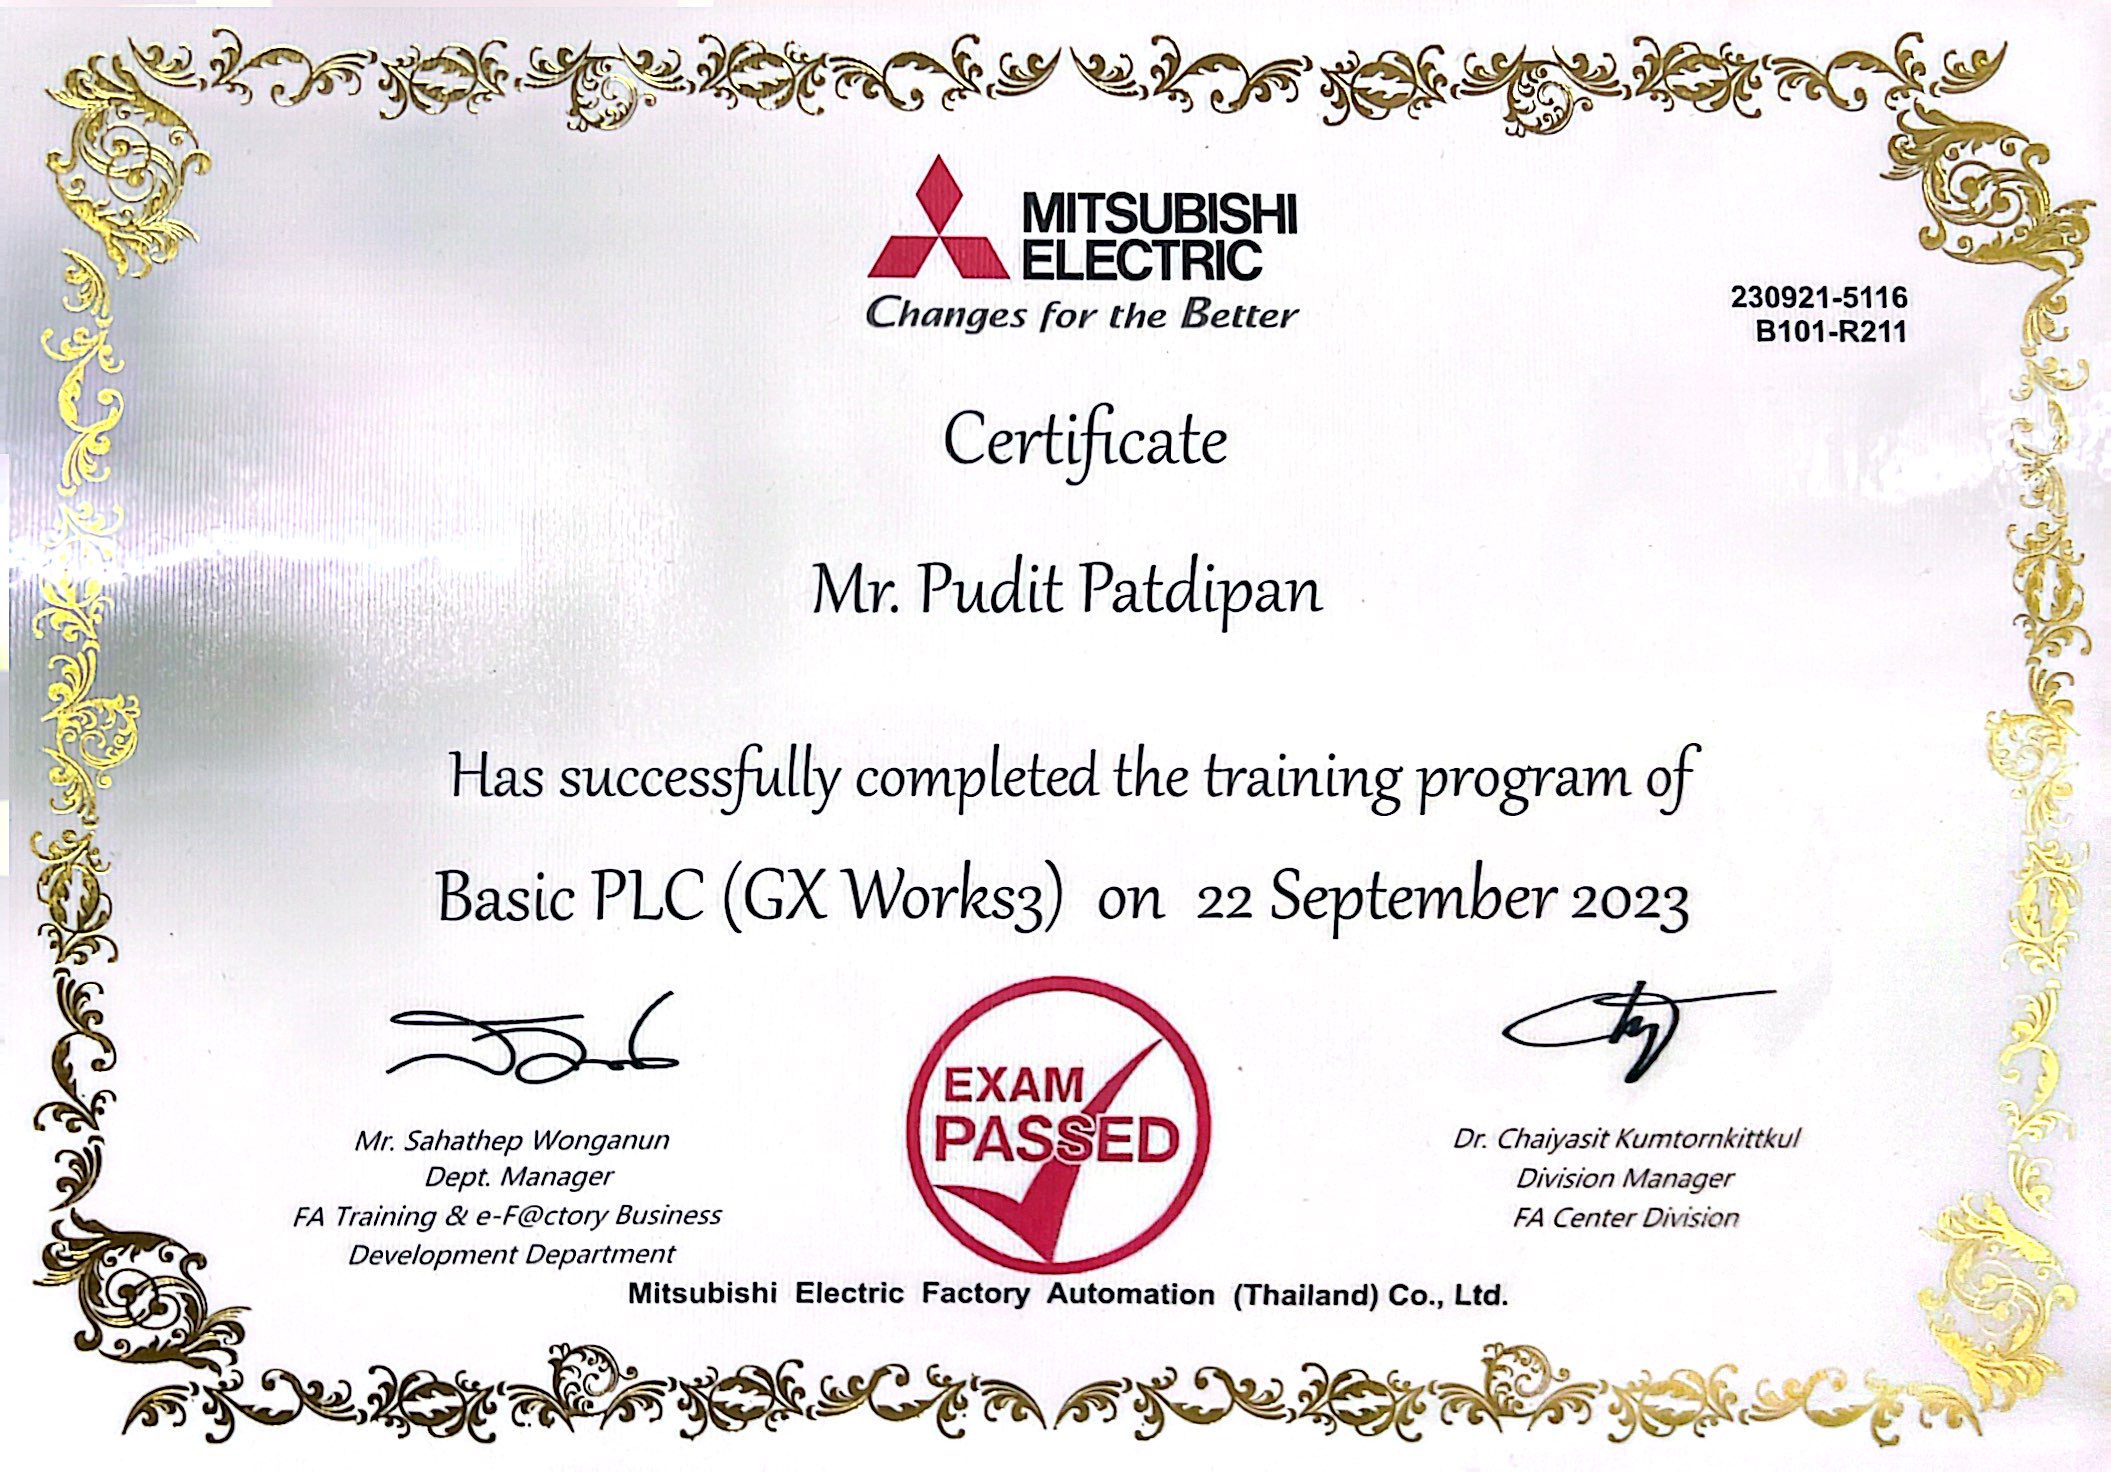 MITSUBISHI
ELECTRIC
Changes for the Better
230921-5116
B101-R211
Certificate
Mr. Pudit Patdipan
Has successfully completed the training program of
Basic PLC (GX Works3) on 22 September 2023
EXAM
PASSED
Mr. Sahathep Wonganun
Dept. Manager
FA Training & e-F@ctory Business
Development Department
Dr. Chaiyasit Kumtornkittkul
Division Manager
FA Center Division
Mitsubishi Electric Factory Automation (Thailand) Co., Ltd.